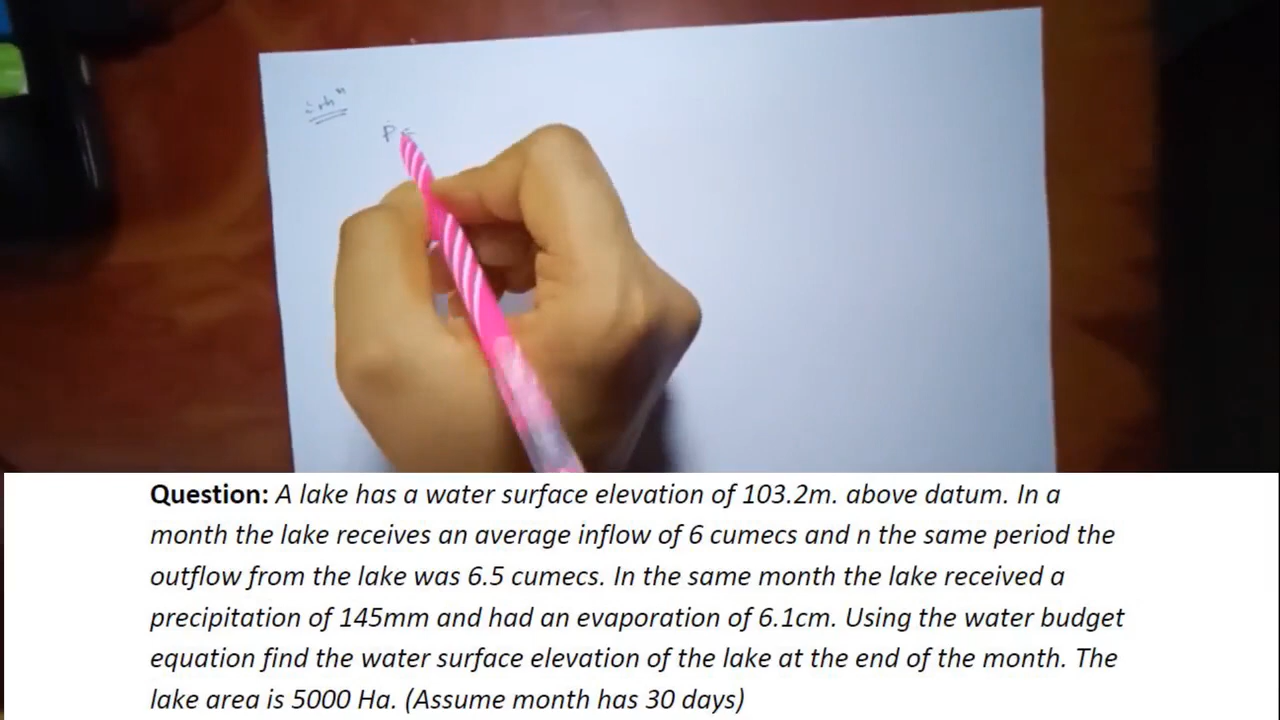 P =
Question: A lake has a water surface elevation of 103.2m. above datum. In a
month the lake receives an average inflow of 6 cumecs and n the same period the
outflow from the lake was 6.5 cumecs. In the same month the lake received a
precipitation of 145mm and had an evaporation of 6.1cm. Using the water budget
equation find the water surface elevation of the lake at the end of the month. The
lake area is 5000 Ha. (Assume month has 30 days)